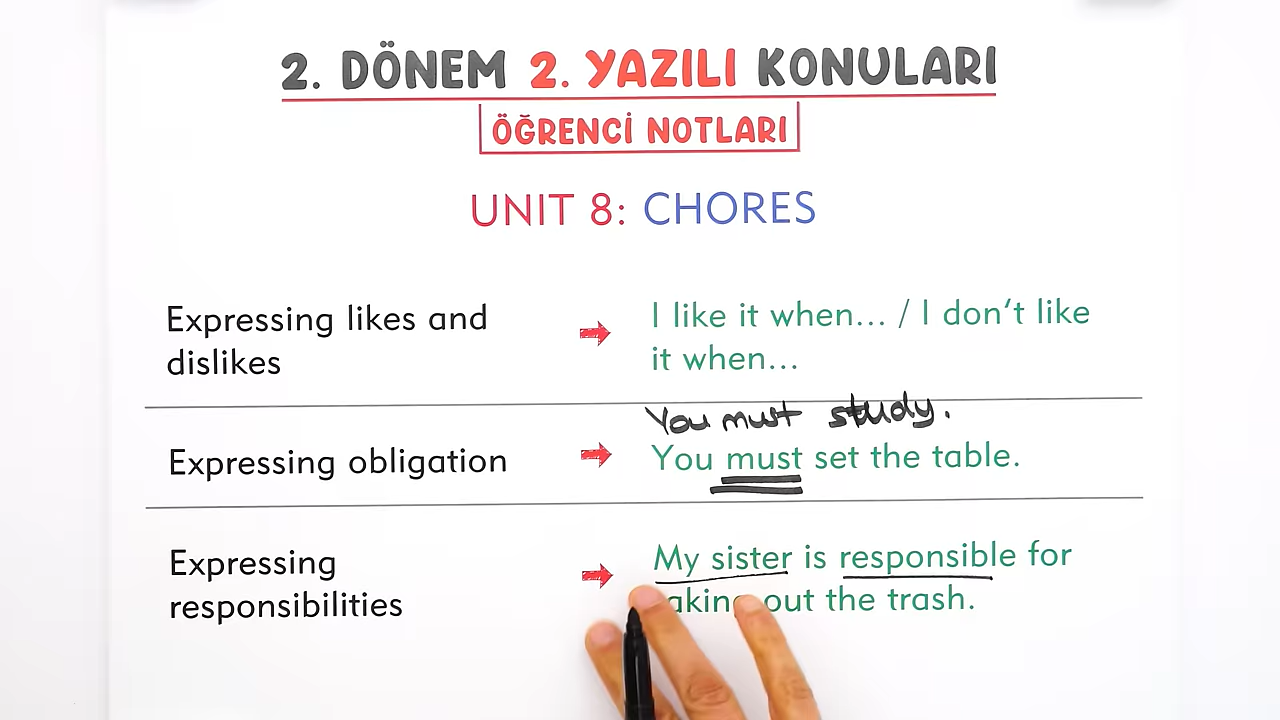 2. DÖNEM 2. YAZILI KONULARI
ÖĞRENCİ NOTLARI
UNIT 8: CHORES
Expressing likes and
dislikes
I like it when... / I don't like
it when...
You must study.
Expressing obligation
You must set the table.
Expressing
responsibilities
My sister is responsible for
out the trash.